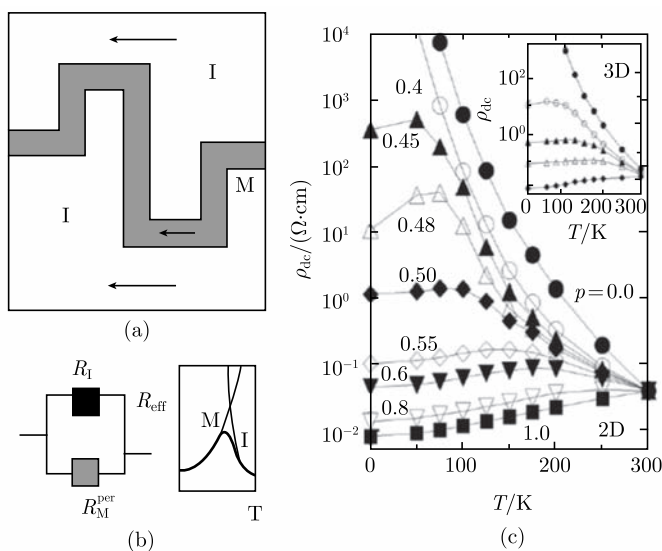 I
I
M
(a)
R_I
R_eff
R_M^per
M
I
T
(b)
10^4
10^3
10^2
10^1
10^0
10^-1
10^-2
ρ_dc/(Ω·cm)
0.4
0.45
0.48
0.50
0.55
0.6
0.8
1.0
p=0.0
2D
0
100
200
300
T/K
3D
10^2
10^0
ρ_dc
0
100
200
300
T/K
(c)